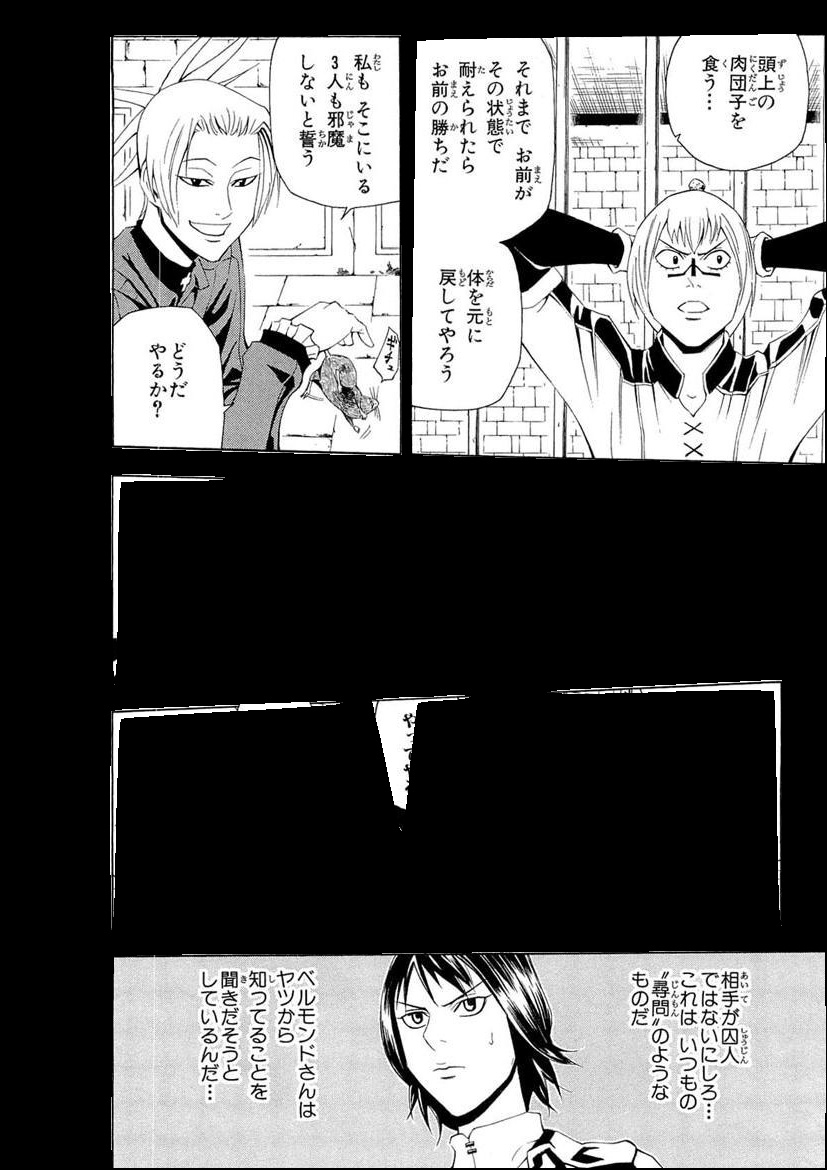 頭上の
肉団子を
食う…
それまで お前が
その状態で
耐えられたら
お前の勝ちだ
体を元に
戻してやろう
私も そこにいる
3人も邪魔
しないと誓う
どうだ
やるか?
相手が囚人
ではないにしろ…
これは いつもの
〝尋問〟のような
ものだ
ベルモンドさんは
ヤツから
知ってることを
聞きだそうと
しているんだ…